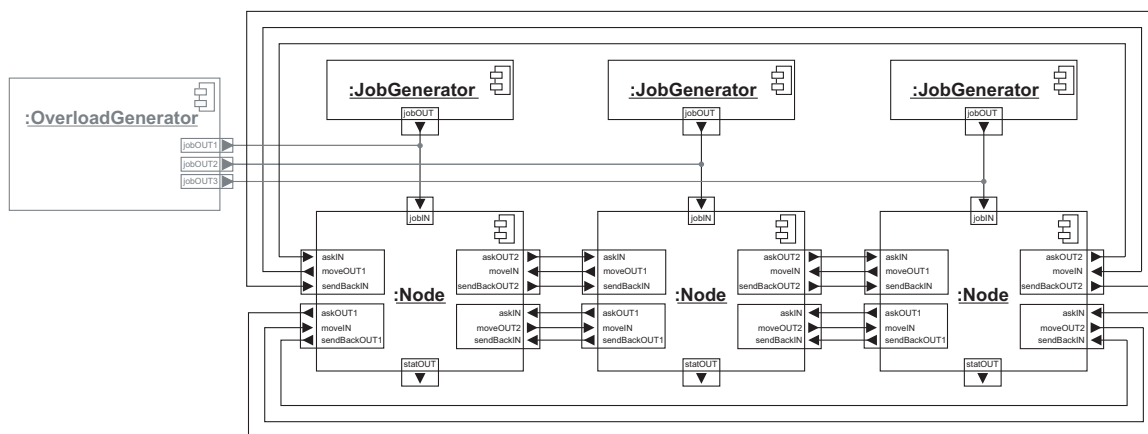 :JobGenerator
:JobGenerator
:JobGenerator
:OverloadGenerator
jobOUT
jobOUT
jobOUT
jobOUT1
jobOUT2
jobOUT3
jobIN
jobIN
jobIN
askIN
moveOUT1
sendBackIN
askOUT2
moveIN
sendBackOUT2
:Node
askOUT1
moveIN
sendBackOUT1
askIN
moveOUT2
sendBackIN
statOUT
askIN
moveOUT1
sendBackIN
askOUT2
moveIN
sendBackOUT2
:Node
askOUT1
moveIN
sendBackOUT1
askIN
moveOUT2
sendBackIN
statOUT
askIN
moveOUT1
sendBackIN
askOUT2
moveIN
sendBackOUT2
:Node
askOUT1
moveIN
sendBackOUT1
askIN
moveOUT2
sendBackIN
statOUT